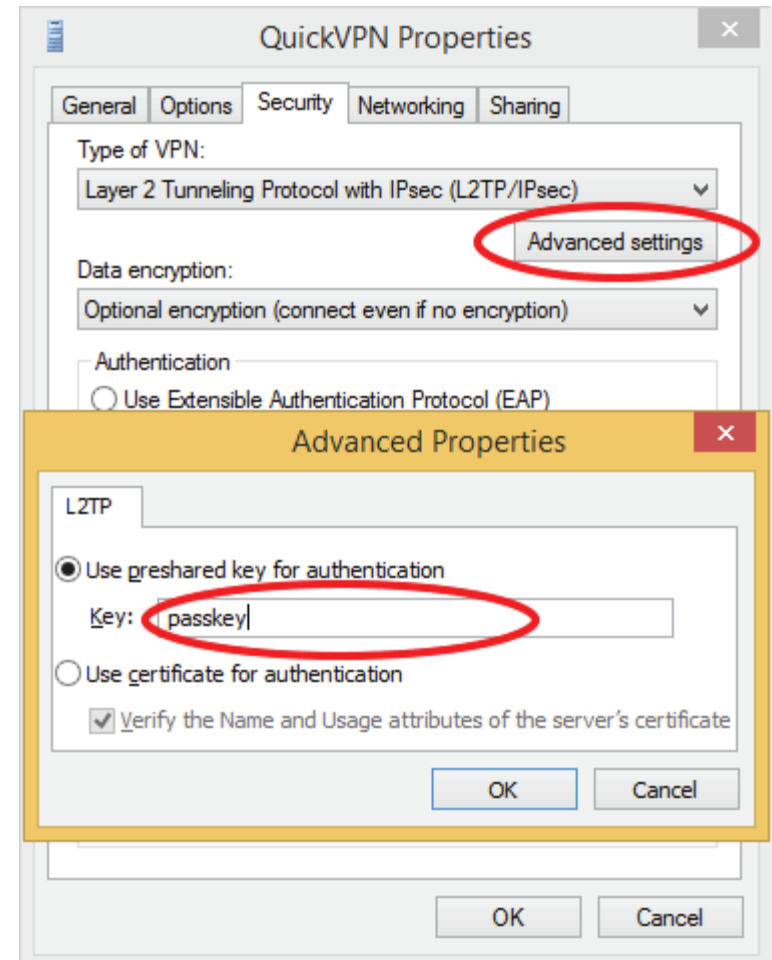 QuickVPN Properties
General Options Security Networking Sharing
Type of VPN:
Layer 2 Tunneling Protocol with IPsec (L2TP/IPsec)
Advanced settings
Data encryption:
Optional encryption (connect even if no encryption)
Authentication
Use Extensible Authentication Protocol (EAP)
Advanced Properties
L2TP
Use preshared key for authentication
Key: passkey
Use certificate for authentication
Verify the Name and Usage attributes of the server's certificate
OK Cancel
OK Cancel